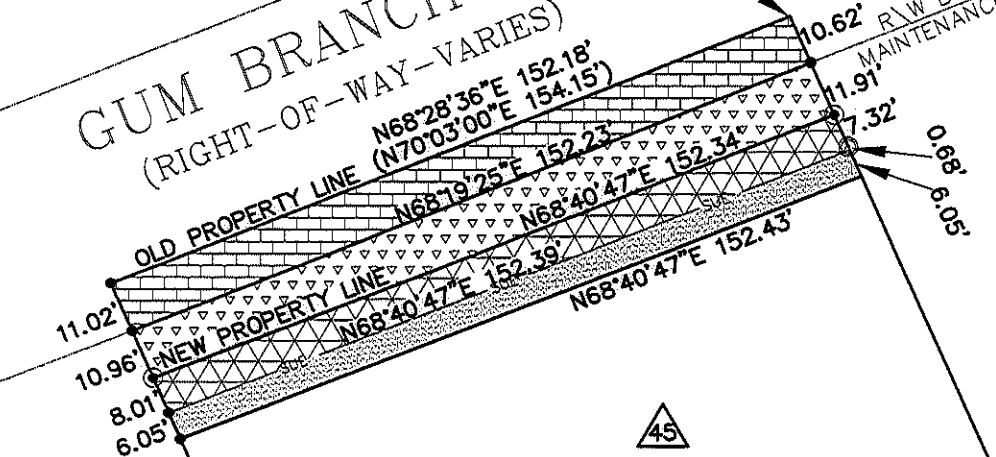 GUM BRANCH
(RIGHT-OF-WAY-VARIES)
N68°28'36"E 152.18'
(N70°03'00"E 154.15')
OLD PROPERTY LINE
N68°19'25"E 152.23'
N68°40'47"E 152.34'
NEW PROPERTY LINE
N68°40'47"E 152.39'
N68°40'47"E 152.43'
SUE
SUE
SUE
10.62'
R\W
MAINTENANCE
11.91'
7.32'
0.68'
6.05'
11.02'
10.96'
8.01'
6.05'
45